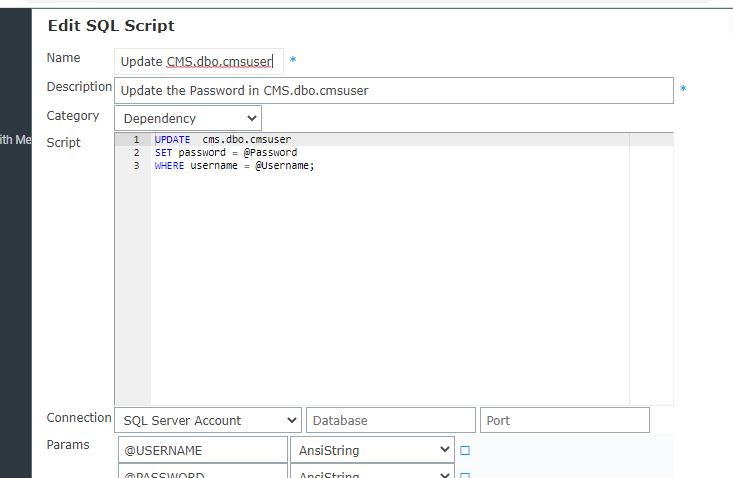 Edit SQL Script
Name Update CMS.dbo.cmsuser *
Description Update the Password in CMS.dbo.cmsuser *
Category Dependency
ith Me Script
1 UPDATE  cms.dbo.cmsuser
2 SET password = @Password
3 WHERE username = @Username;
Connection SQL Server Account Database Port
Params @USERNAME AnsiString
@PASSWORD AnsiString